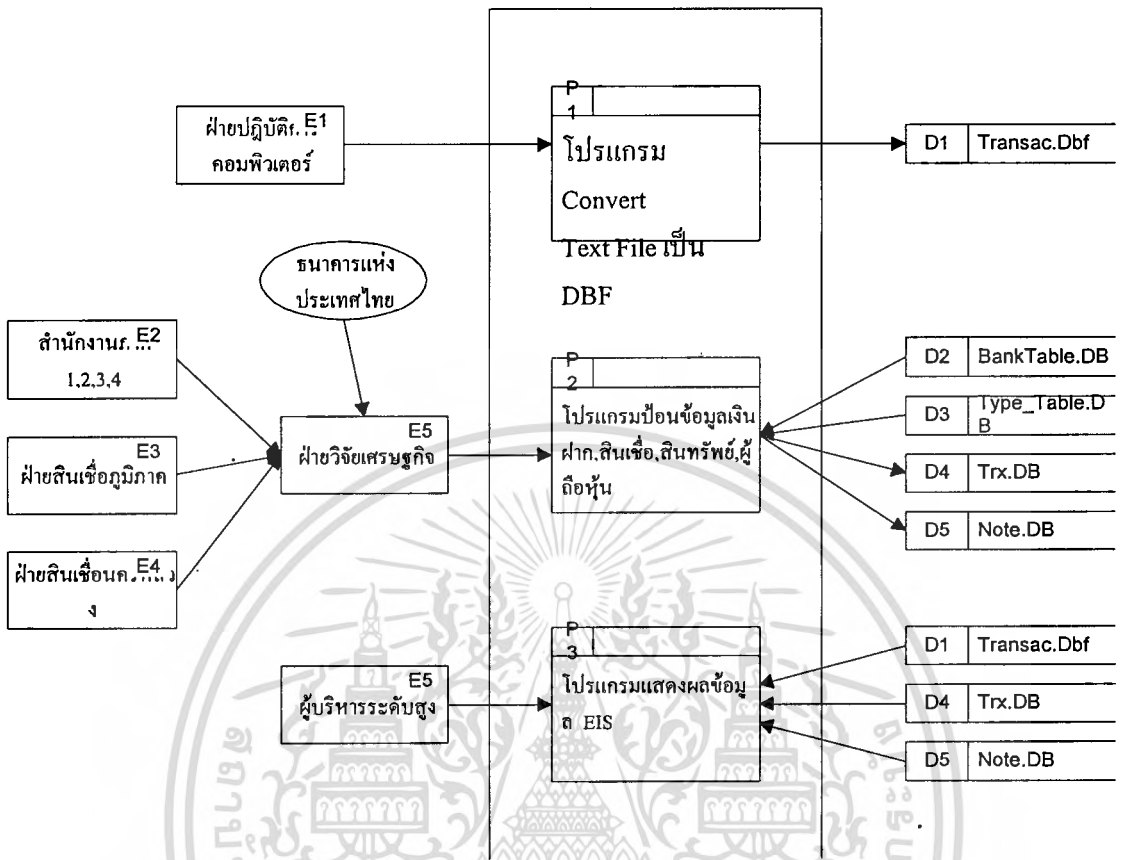 P
1
ฝ่ายปฎิบัติ
E1
คอมพิวเตอร์
โปรแกรม
Convert
Text File เป็น
DBF
D1 Transac.Dbf
ธนาคารแห่ง
ประเทศไทย
สำนักงาน
E2
1,2,3,4
E3
ฝ่ายสินเชื่อภูมิภาค
E4
ฝ่ายสินเชื่อนค
ง
E5
ฝ่ายวิจัยเศรษฐกิจ
P
2
โปรแกรมป้อนข้อมูลเงิน
ฝาก,สินเชื่อ,สินทรัพย์,ผู้
ถือหุ้น
D2 BankTable.DB
D3 Type_Table.D
B
D4 Trx.DB
D5 Note.DB
E5
ผู้บริหารระดับสูง
P
3
โปรแกรมแสดงผลข้อมู
ล EIS
D1 Transac.Dbf
D4 Trx.DB
D5 Note.DB